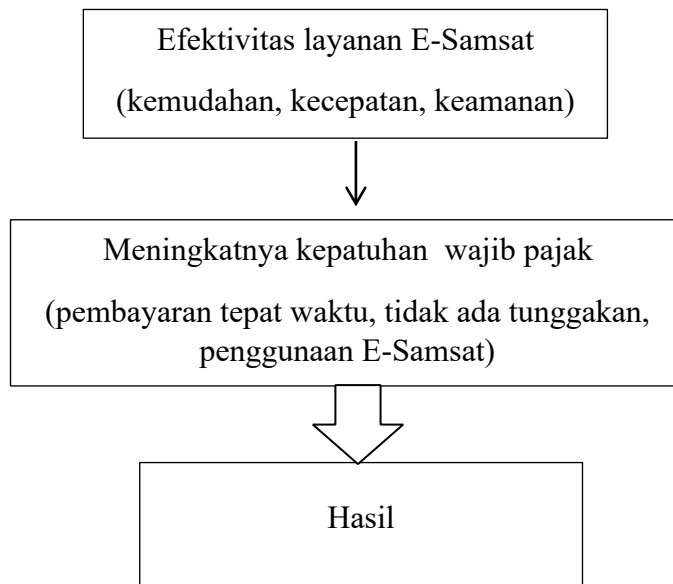 Efektivitas layanan E-Samsat
(kemudahan, kecepatan, keamanan)
Meningkatnya kepatuhan wajib pajak
(pembayaran tepat waktu, tidak ada tunggakan,
penggunaan E-Samsat)
Hasil